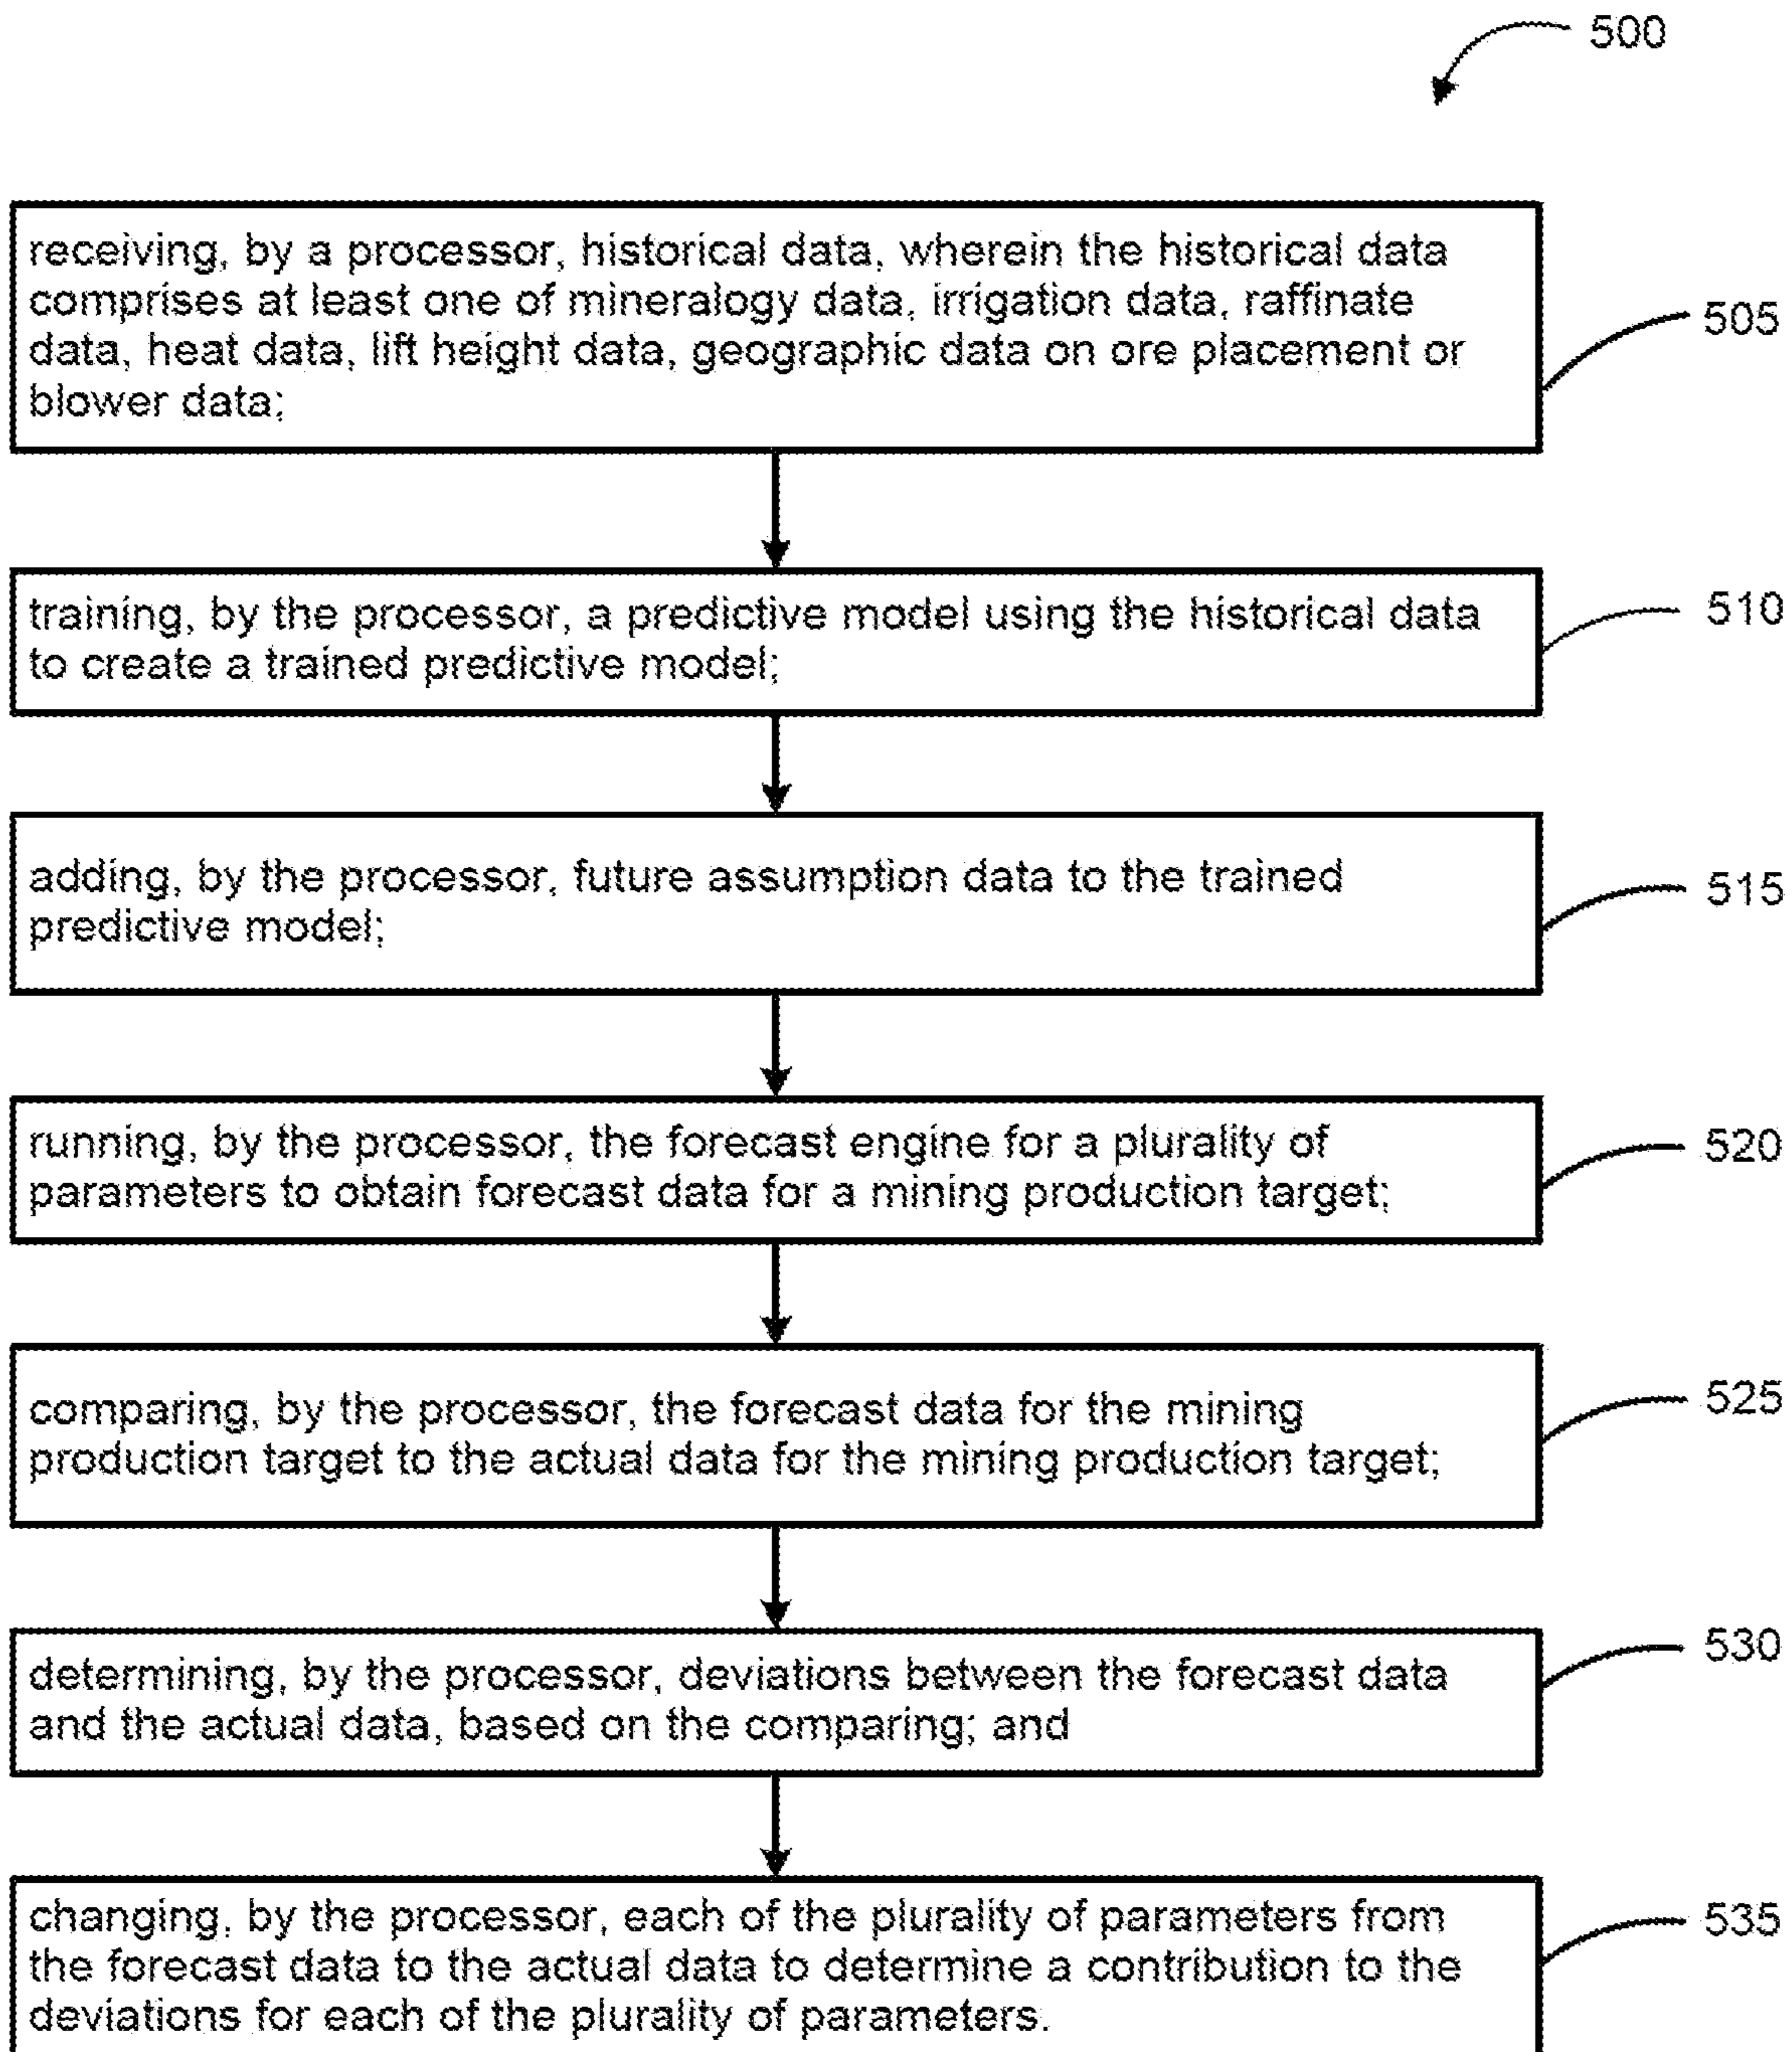 500
receiving, by a processor, historical data, wherein the historical data
comprises at least one of mineralogy data, irrigation data, raffinate
data, heat data, lift height data, geographic data on ore placement or
blower data;
505
training, by the processor, a predictive model using the historical data
to create a trained predictive model;
510
adding, by the processor, future assumption data to the trained
predictive model;
515
running, by the processor, the forecast engine for a plurality of
parameters to obtain forecast data for a mining production target;
520
comparing, by the processor, the forecast data for the mining
production target to the actual data for the mining production target;
525
determining, by the processor, deviations between the forecast data
and the actual data, based on the comparing; and
530
changing, by the processor, each of the plurality of parameters from
the forecast data to the actual data to determine a contribution to the
deviations for each of the plurality of parameters.
535